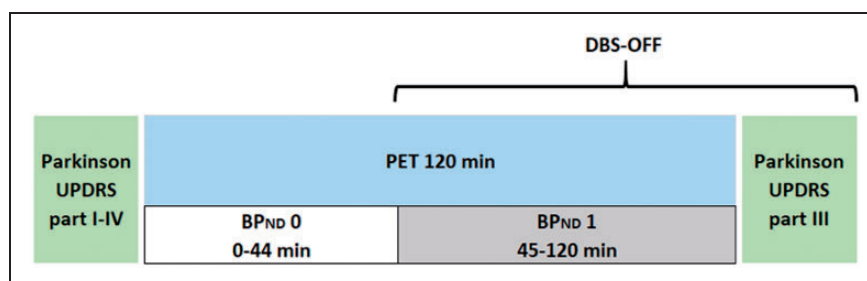 DBS-OFF
Parkinson
UPDRS
part I-IV
PET 120 min
BPND 0
0-44 min
BPND 1
45-120 min
Parkinson
UPDRS
part III